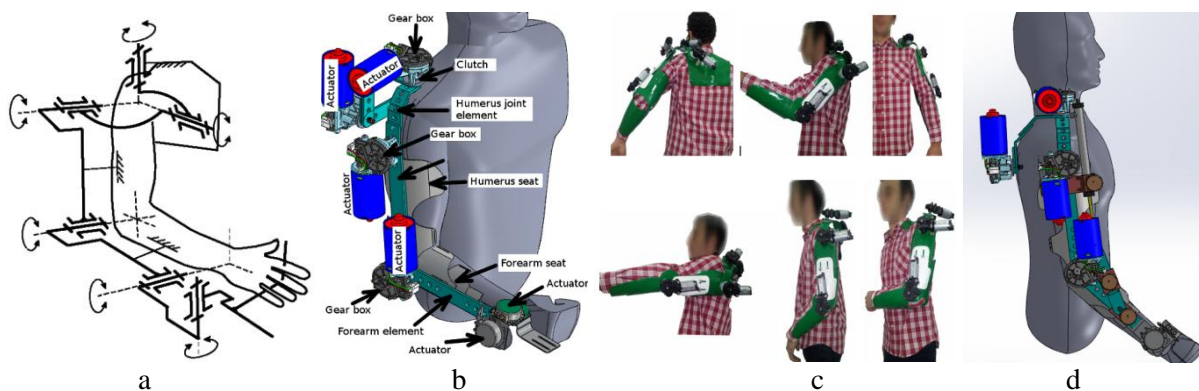 Gear box
Actuator
Actuator
Clutch
Humerus joint
element
Gear box
Actuator
Humerus seat
Actuator
Forearm seat
Actuator
Gear box
Forearm element
Actuator
a
b
c
d